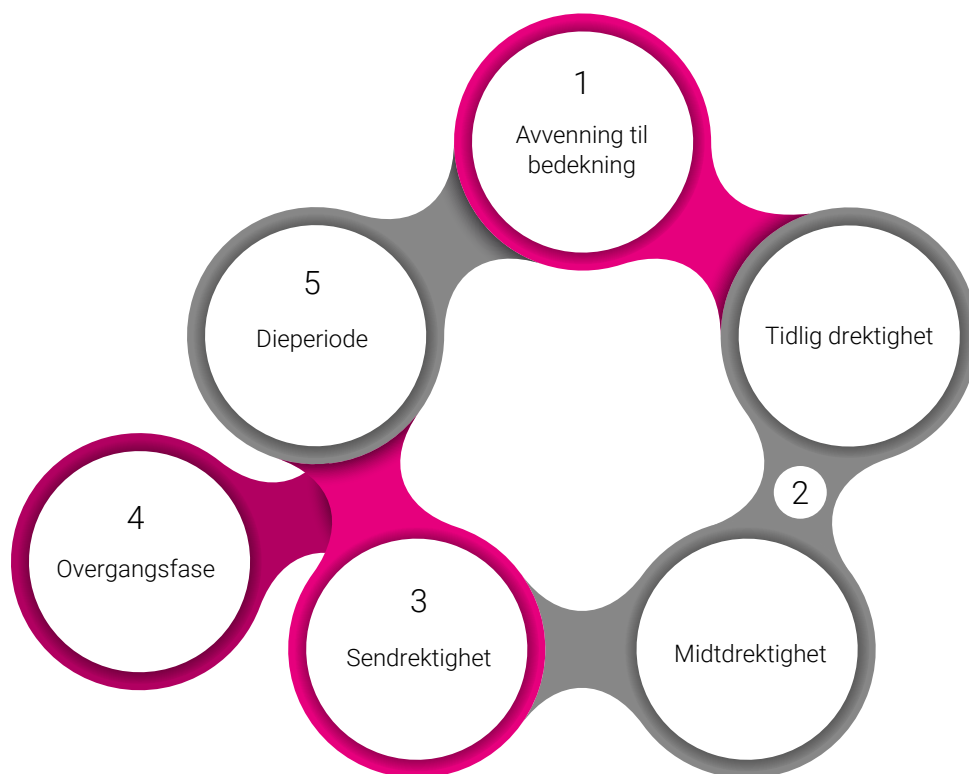 1
Avvenning til
bedekning
Tidlig drektighet
2
Midtdrektighet
3
Sendrektighet
4
Overgangsfase
5
Dieperiode